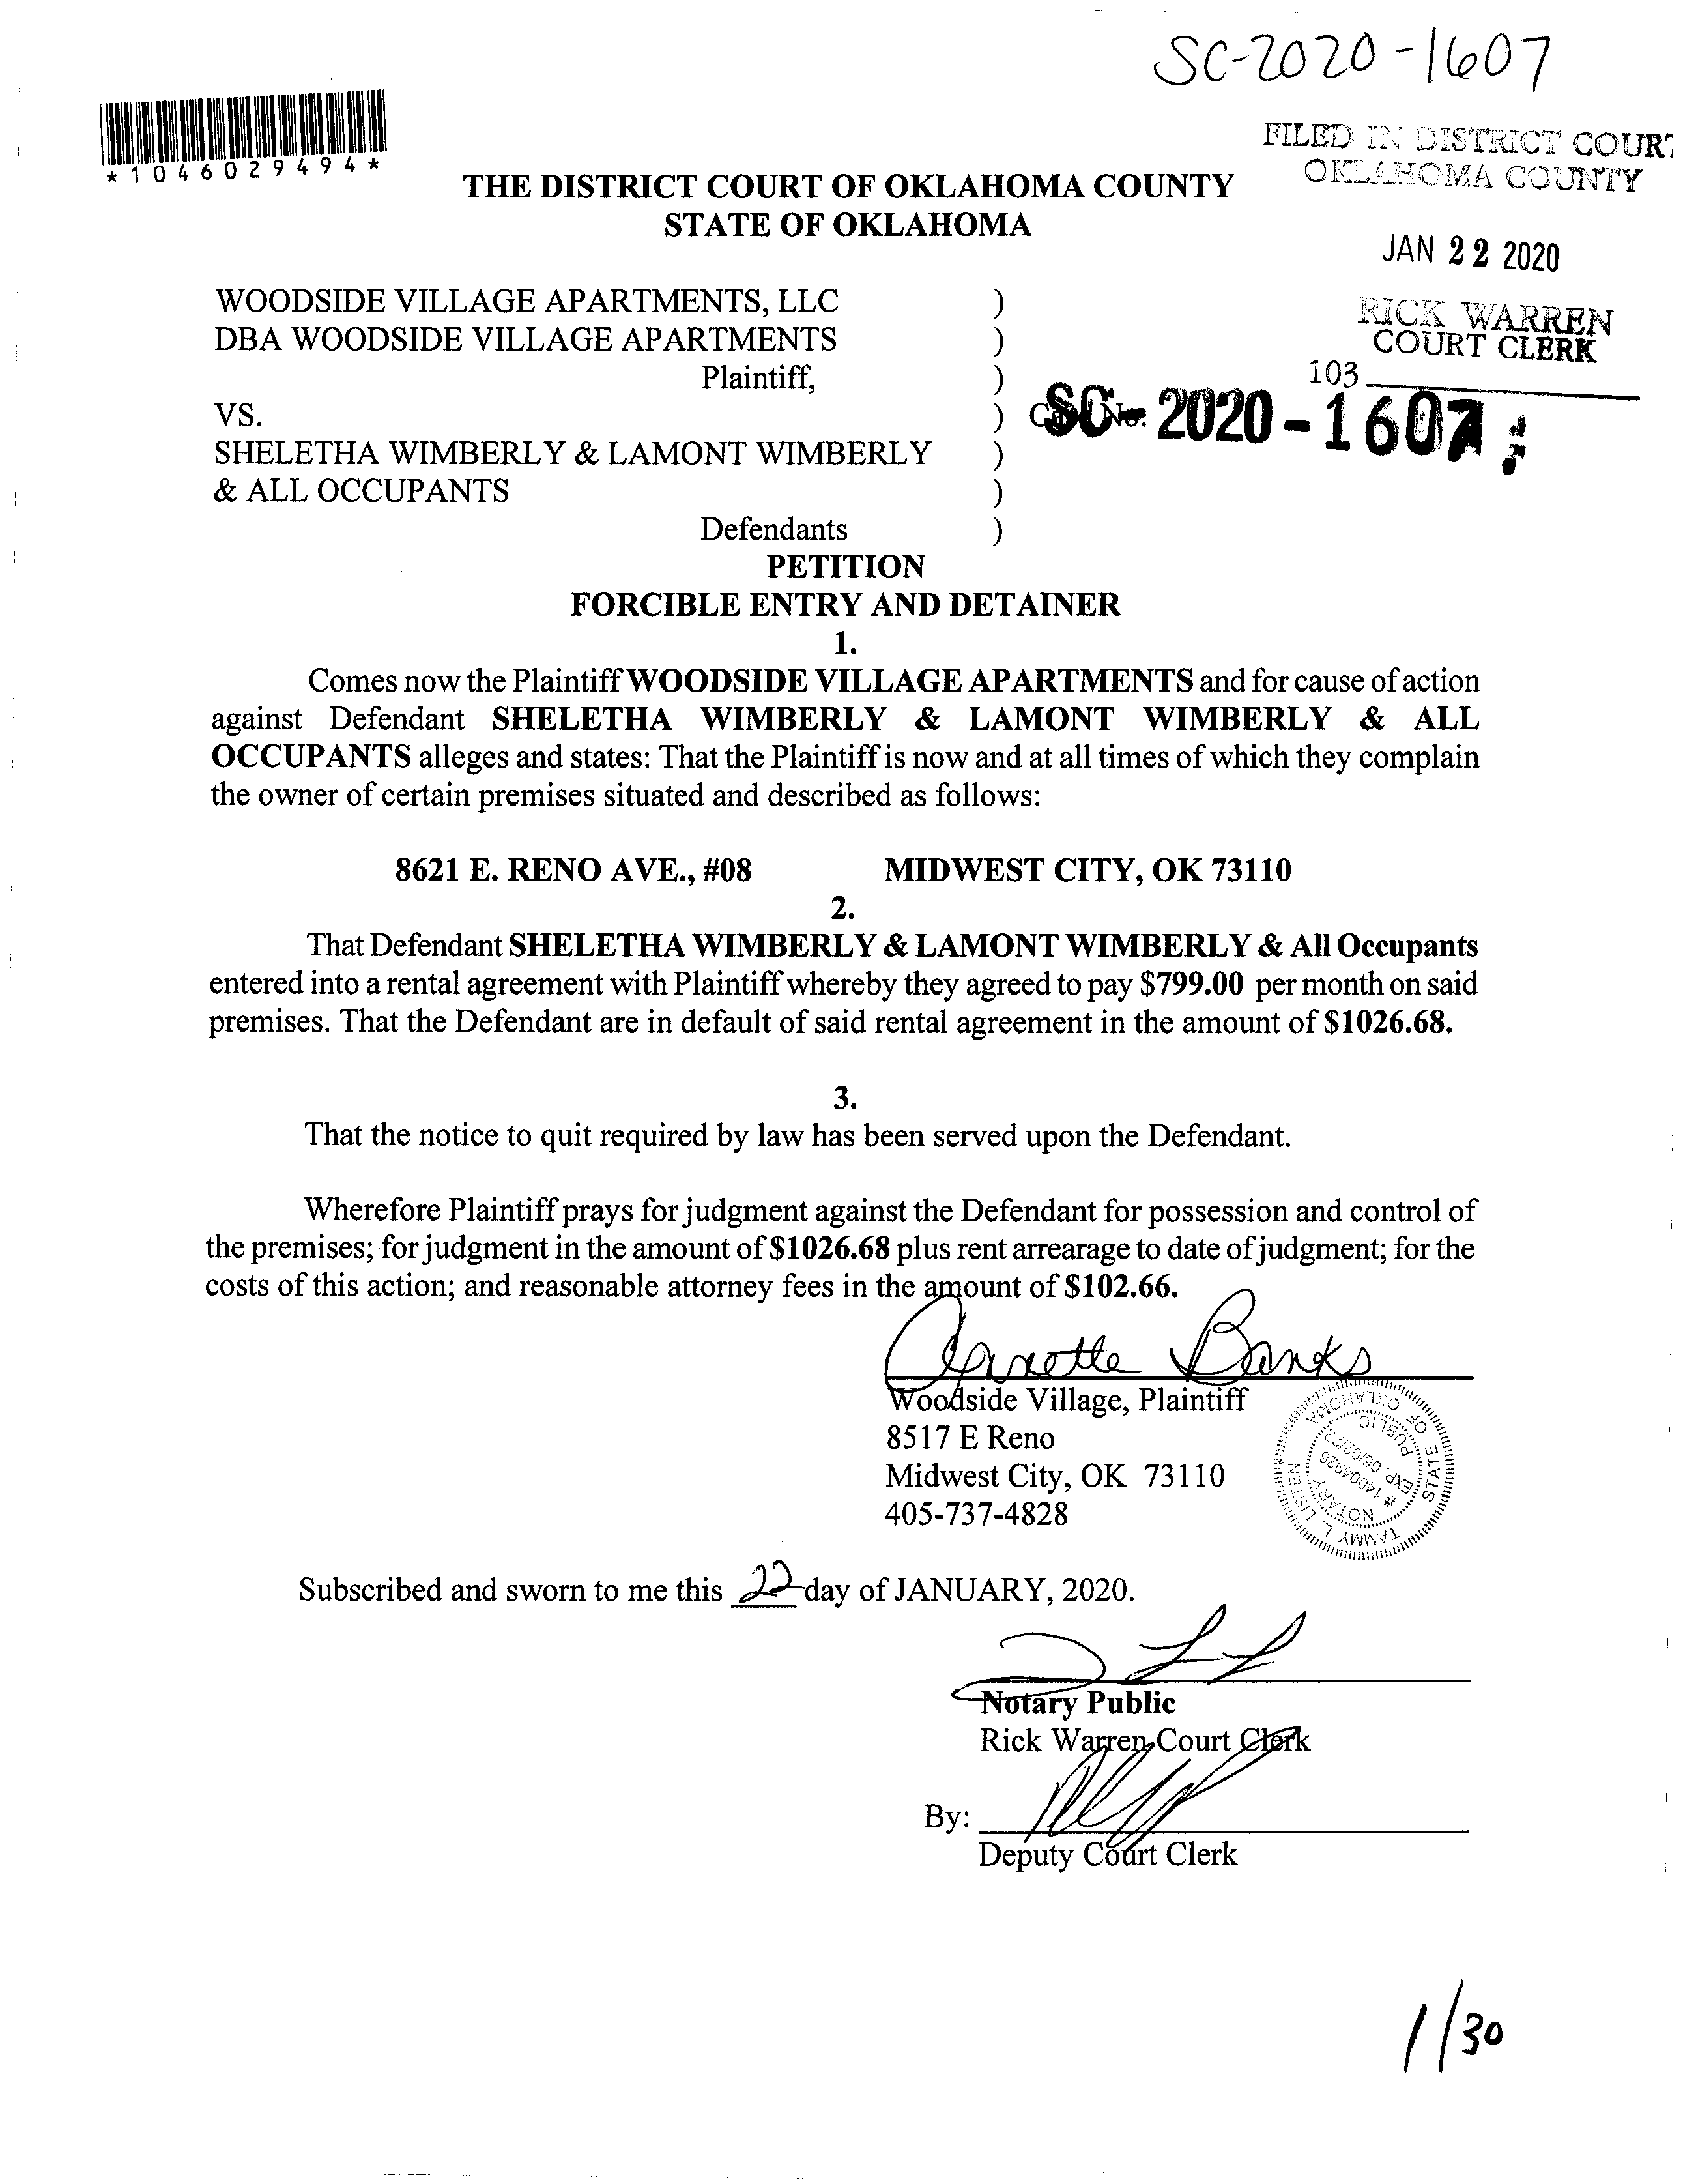 SC-2020-1607
*1046029494*
FILED IN DISTRICT COURT
OKLAHOMA COUNTY
THE DISTRICT COURT OF OKLAHOMA COUNTY
STATE OF OKLAHOMA
JAN 22 2020
RICK WARREN
COURT CLERK
103
WOODSIDE VILLAGE APARTMENTS, LLC )
DBA WOODSIDE VILLAGE APARTMENTS )
Plaintiff, )
VS. ) SC-2020-1607
SHELETHA WIMBERLY & LAMONT WIMBERLY )
& ALL OCCUPANTS )
Defendants )
PETITION
FORCIBLE ENTRY AND DETAINER
1.
Comes now the Plaintiff WOODSIDE VILLAGE APARTMENTS and for cause of action
against Defendant SHELETHA WIMBERLY & LAMONT WIMBERLY & ALL
OCCUPANTS alleges and states: That the Plaintiff is now and at all times of which they complain
the owner of certain premises situated and described as follows:
8621 E. RENO AVE., #08 MIDWEST CITY, OK 73110
2.
That Defendant SHELETHA WIMBERLY & LAMONT WIMBERLY & All Occupants
entered into a rental agreement with Plaintiff whereby they agreed to pay $799.00 per month on said
premises. That the Defendant are in default of said rental agreement in the amount of $1026.68.
3.
That the notice to quit required by law has been served upon the Defendant.
Wherefore Plaintiff prays for judgment against the Defendant for possession and control of
the premises; for judgment in the amount of $1026.68 plus rent arrearage to date of judgment; for the
costs of this action; and reasonable attorney fees in the amount of $102.66.
Banks
Woodside Village, Plaintiff
8517 E Reno
Midwest City, OK 73110
405-737-4828
TAMMY L. LISTEN
STATE OF OKLAHOMA
NOTARY PUBLIC
# 14004926
EXP. 06/02/22
Subscribed and sworn to me this 22 day of JANUARY, 2020.
Notary Public
Rick Warren, Court Clerk
By:
Deputy Court Clerk
1/30